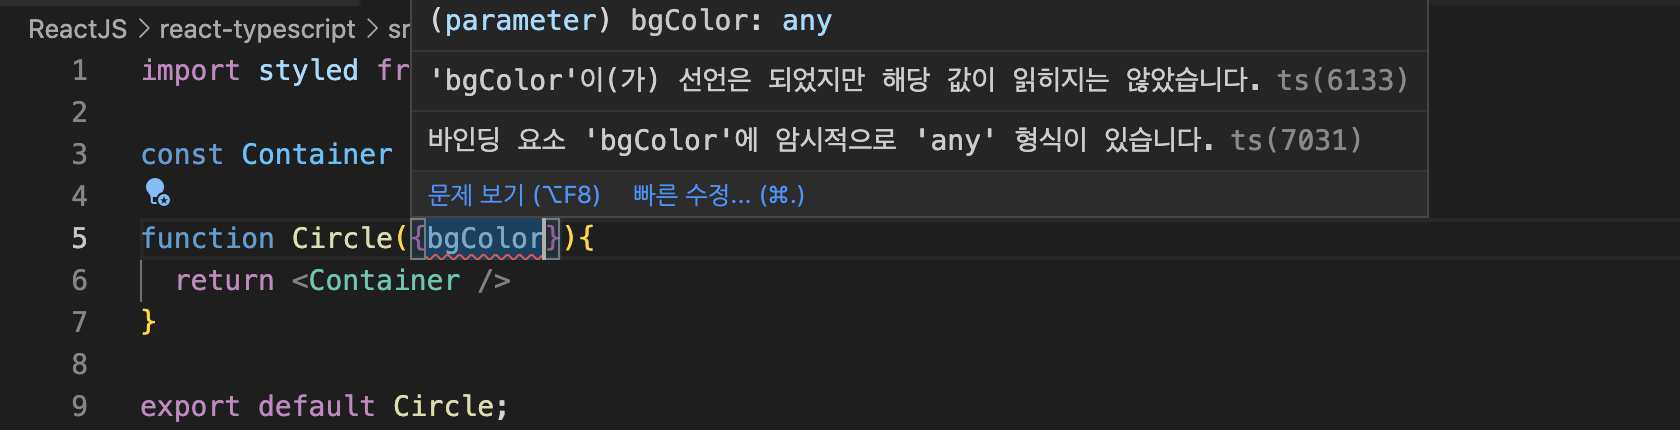 (parameter) bgColor: any
ReactJS > react-typescript > sr
'bgColor'이(가) 선언은 되었지만 해당 값이 읽히지는 않았습니다. ts(6133)
바인딩 요소 'bgColor'에 암시적으로 'any' 형식이 있습니다. ts(7031)
문제 보기 (⌥F8) 빠른 수정... (⌘.)
1 import styled fr
2
3 const Container
4
5 function Circle({bgColor}){
6 return <Container />
7 }
8
9 export default Circle;